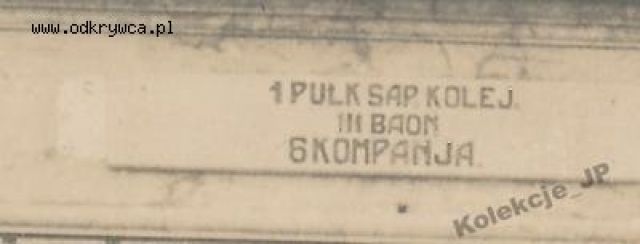 www.odkrywca.pl
1 PUŁK SAP. KOLEJ.
III BAON
6 KOMPANJA.
Kolekcje_JP